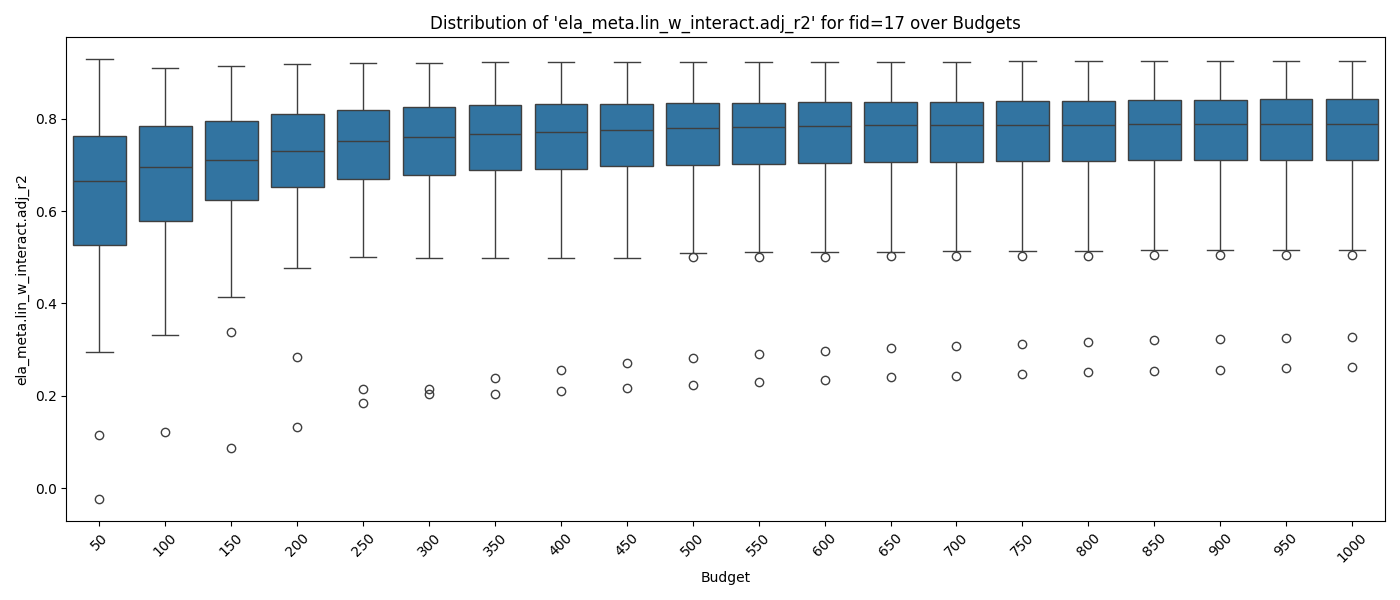 Distribution of 'ela_meta.lin_w_interact.adj_r2' for fid=17 over Budgets
ela_meta.lin_w_interact.adj_r2
0.8
0.6
0.4
0.2
0.0
50 100 150 200 250 300 350 400 450 500 550 600 650 700 750 800 850 900 950 1000
Budget